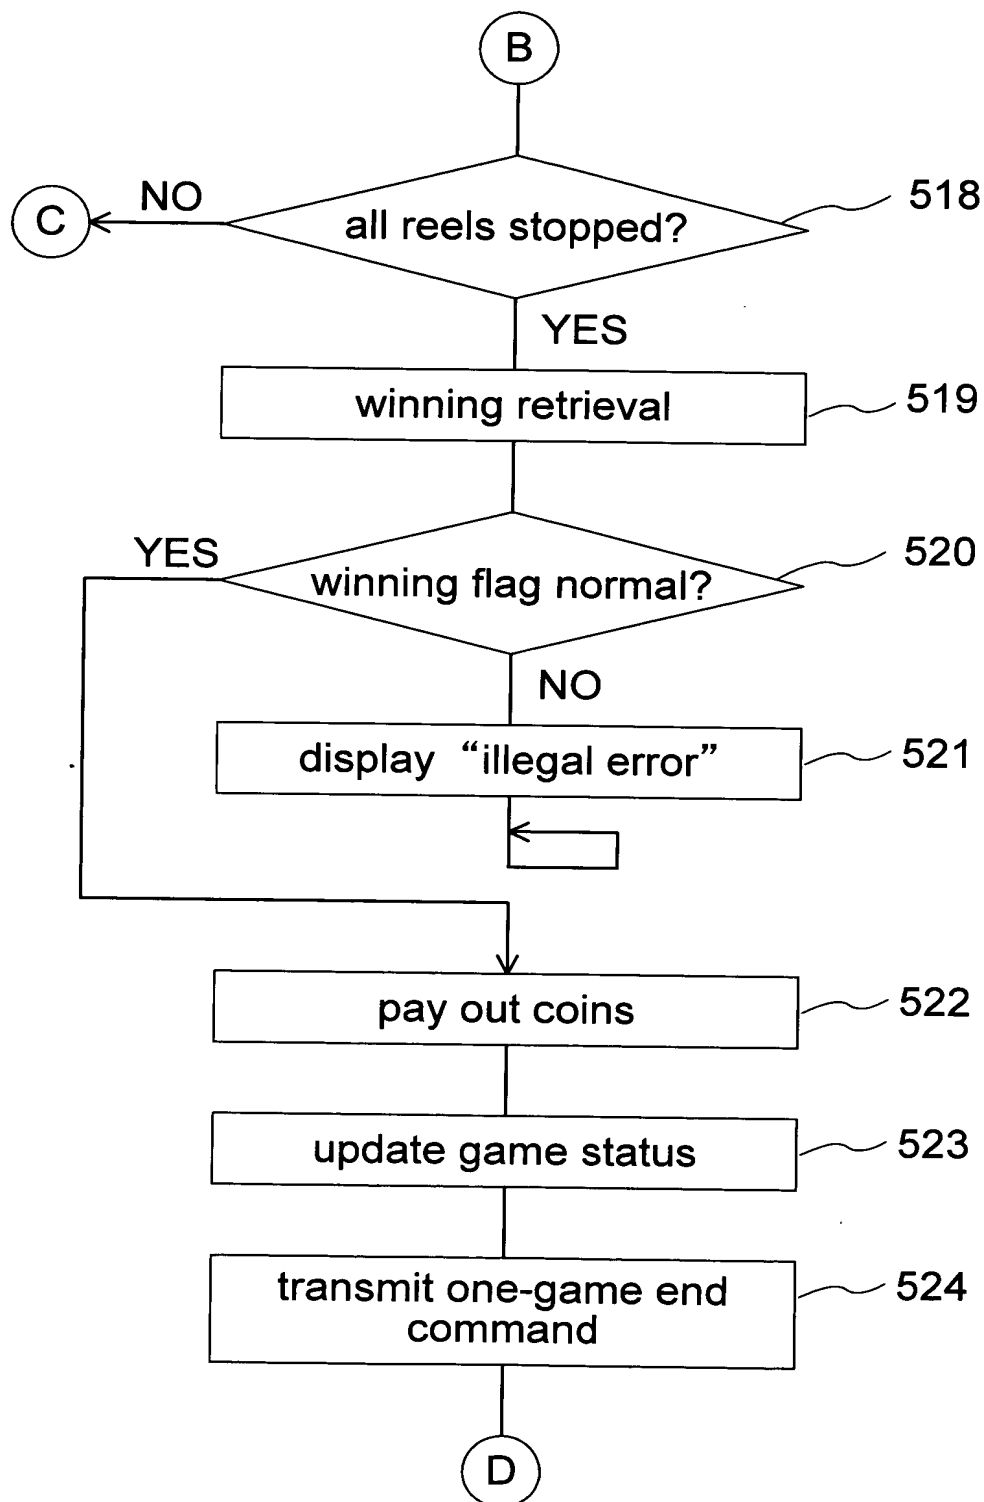 B
NO
C
all reels stopped?
518
YES
winning retrieval
519
YES
winning flag normal?
520
NO
display “illegal error”
521
pay out coins
522
update game status
523
transmit one-game end
command
524
D